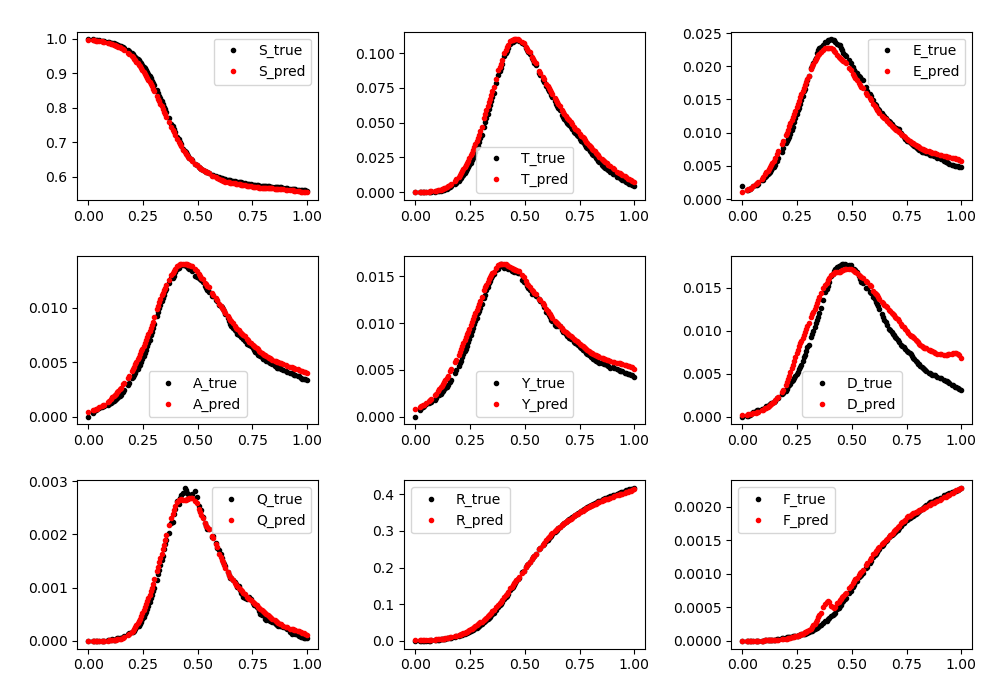 1.0
0.9
0.8
0.7
0.6
0.00 0.25 0.50 0.75 1.00
S_true
S_pred
0.100
0.075
0.050
0.025
0.000
0.00 0.25 0.50 0.75 1.00
T_true
T_pred
0.025
0.020
0.015
0.010
0.005
0.000
0.00 0.25 0.50 0.75 1.00
E_true
E_pred
0.010
0.005
0.000
0.00 0.25 0.50 0.75 1.00
A_true
A_pred
0.015
0.010
0.005
0.000
0.00 0.25 0.50 0.75 1.00
Y_true
Y_pred
0.015
0.010
0.005
0.000
0.00 0.25 0.50 0.75 1.00
D_true
D_pred
0.003
0.002
0.001
0.000
0.00 0.25 0.50 0.75 1.00
Q_true
Q_pred
0.4
0.3
0.2
0.1
0.0
0.00 0.25 0.50 0.75 1.00
R_true
R_pred
0.0020
0.0015
0.0010
0.0005
0.0000
0.00 0.25 0.50 0.75 1.00
F_true
F_pred